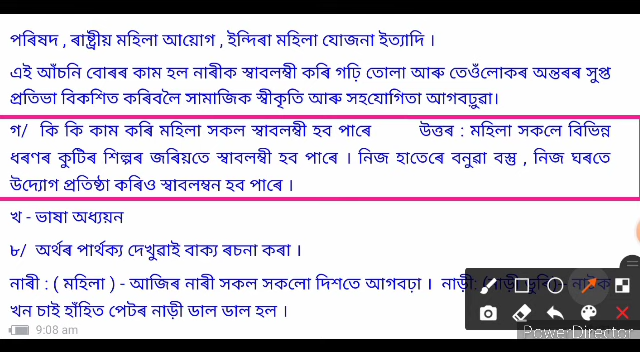 পৰিষদ , ৰাষ্ট্ৰীয় মহিলা আয়োগ , ইন্দিৰা মহিলা যোজনা ইত্যাদি ।
এই আঁচনি বোৰৰ কাম হল নাৰীক স্বাবলম্বী কৰি গঢ়ি তোলা আৰু তেওঁলোকৰ অন্তৰৰ সুপ্ত
প্ৰতিভা বিকশিত কৰিবলৈ সামাজিক স্বীকৃতি আৰু সহযোগিতা আগবঢ়ুৱা।
গ/ কি কি কাম কৰি মহিলা সকল স্বাবলম্বী হব পাৰে উত্তৰ : মহিলা সকলে বিভিন্ন
ধৰণৰ কুটিৰ শিল্পৰ জৰিয়তে স্বাবলম্বী হব পাৰে । নিজ হাতেৰে বনুৱা বস্তু , নিজ ঘৰতে
উদ্যোগ প্ৰতিষ্ঠা কৰিও স্বাবলম্বন হব পাৰে ।
খ - ভাষা অধ্যয়ন
৮/ অৰ্থৰ পাৰ্থক্য দেখুৱাই বাক্য ৰচনা কৰা ।
নাৰী : ( মহিলা ) - আজিৰ নাৰী সকল সকলো দিশতে আগবঢ়া । নাড়ী:
খন চাই হাঁহিত পেটৰ নাড়ী ডাল ডাল হল ।
9:08 am
PowerDirector